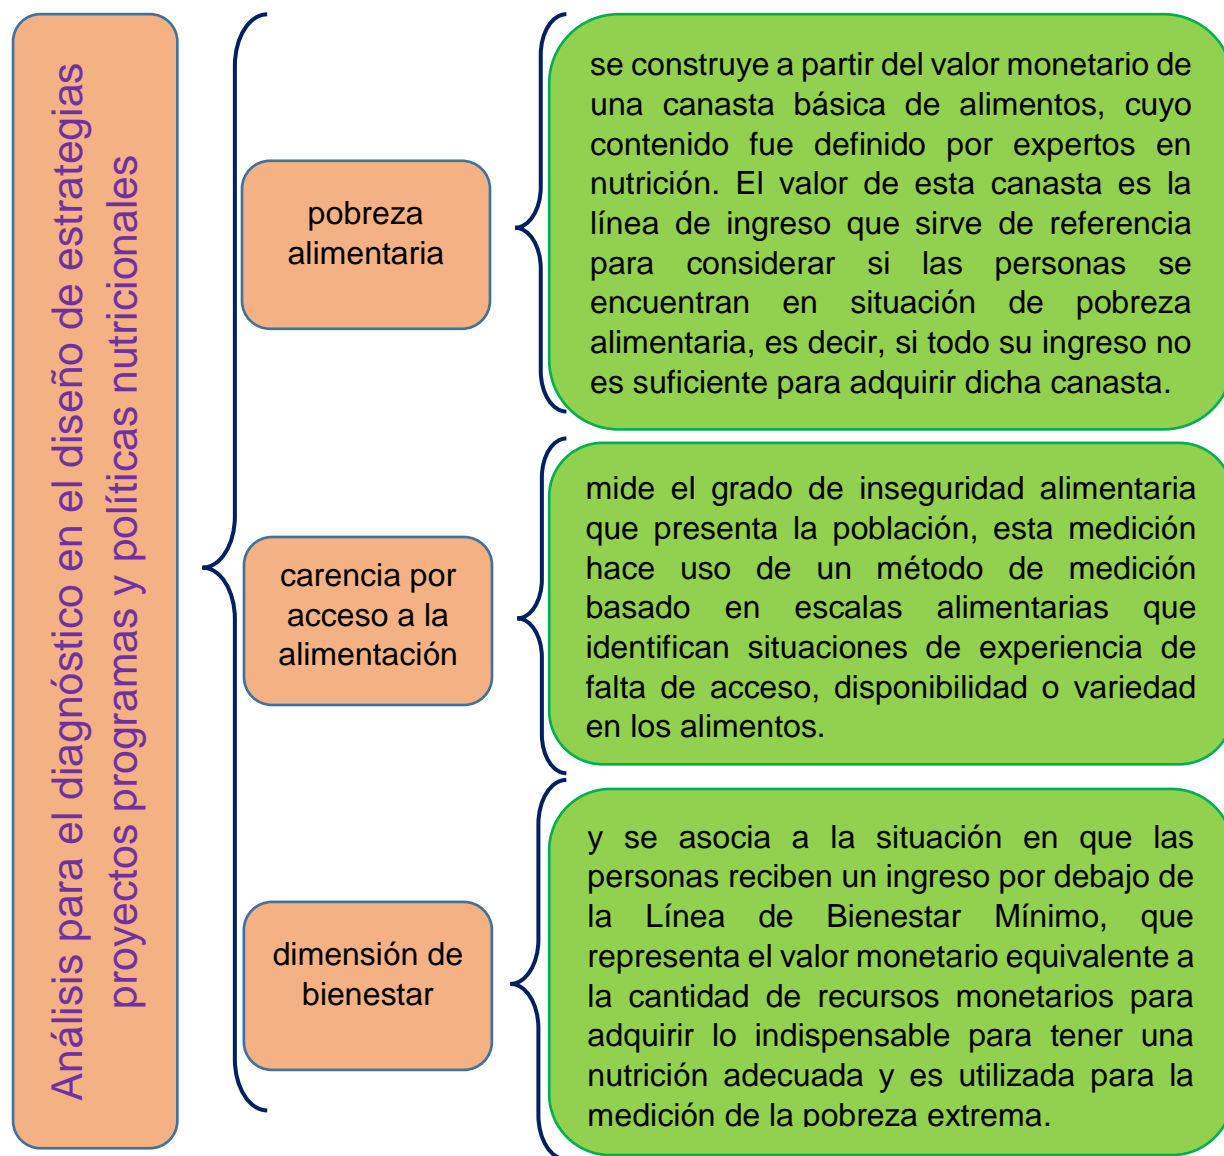 Análisis para el diagnóstico en el diseño de estrategias
proyectos programas y políticas nutricionales
pobreza
alimentaria
se construye a partir del valor monetario de
una canasta básica de alimentos, cuyo
contenido fue definido por expertos en
nutrición. El valor de esta canasta es la
línea de ingreso que sirve de referencia
para considerar si las personas se
encuentran en situación de pobreza
alimentaria, es decir, si todo su ingreso no
es suficiente para adquirir dicha canasta.
carencia por
acceso a la
alimentación
mide el grado de inseguridad alimentaria
que presenta la población, esta medición
hace uso de un método de medición
basado en escalas alimentarias que
identifican situaciones de experiencia de
falta de acceso, disponibilidad o variedad
en los alimentos.
dimensión de
bienestar
y se asocia a la situación en que las
personas reciben un ingreso por debajo de
la Línea de Bienestar Mínimo, que
representa el valor monetario equivalente a
la cantidad de recursos monetarios para
adquirir lo indispensable para tener una
nutrición adecuada y es utilizada para la
medición de la pobreza extrema.